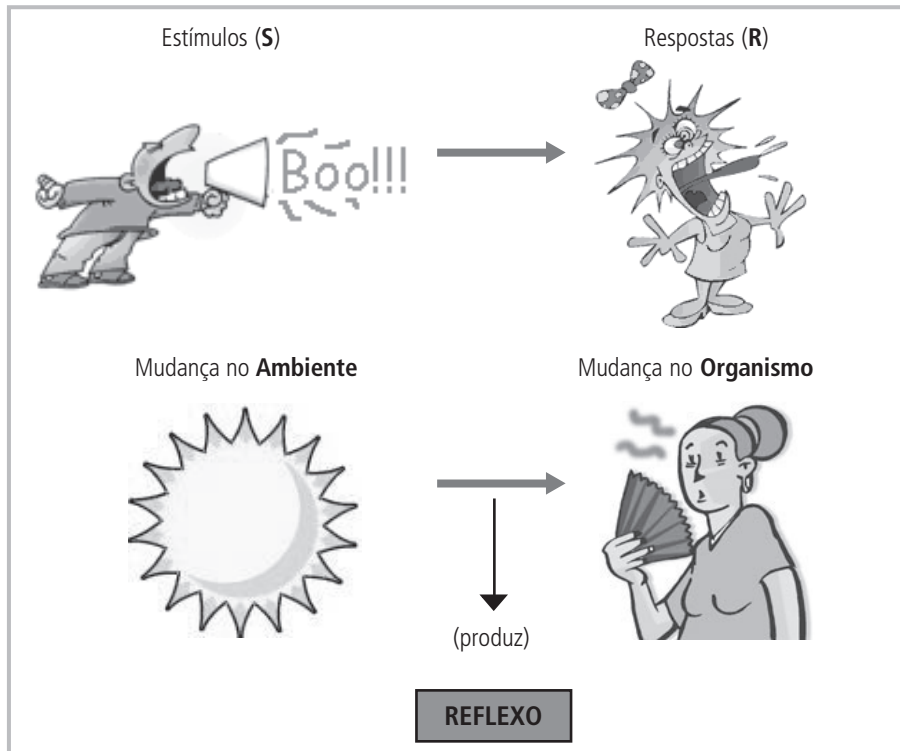 Estímulos (S)
Respostas (R)
Boo!!!
Mudança no Ambiente
Mudança no Organismo
(produz)
REFLEXO